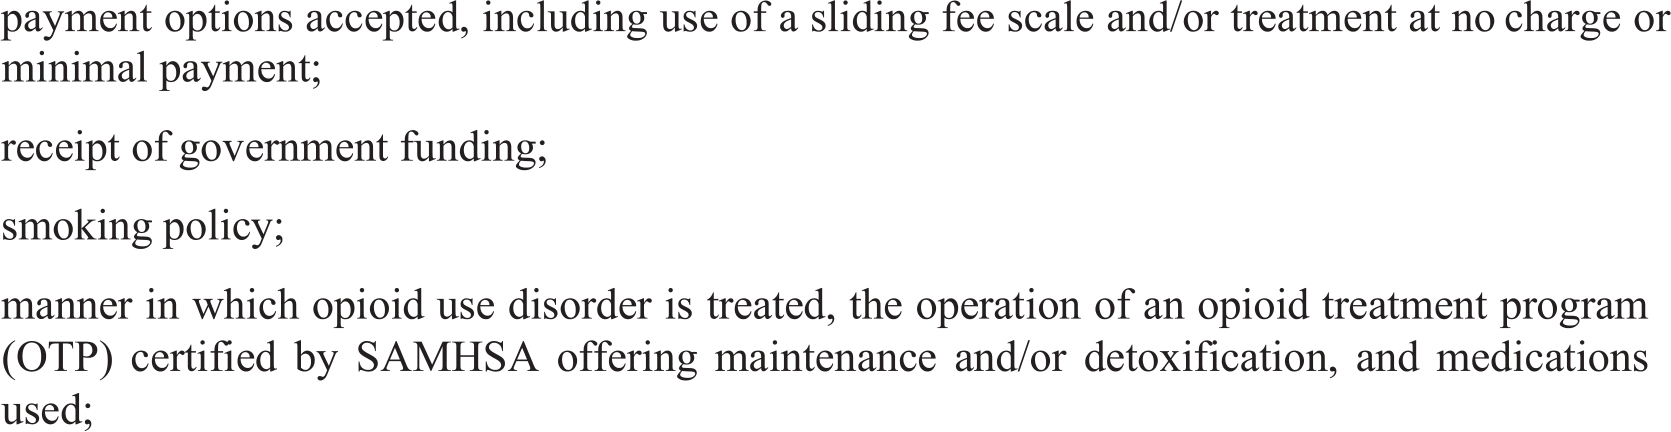 payment options accepted, including use of a sliding fee scale and/or treatment at no charge or
minimal payment;
receipt of government funding;
smoking policy;
manner in which opioid use disorder is treated, the operation of an opioid treatment program
(OTP) certified by SAMHSA offering maintenance and/or detoxification, and medications
used;